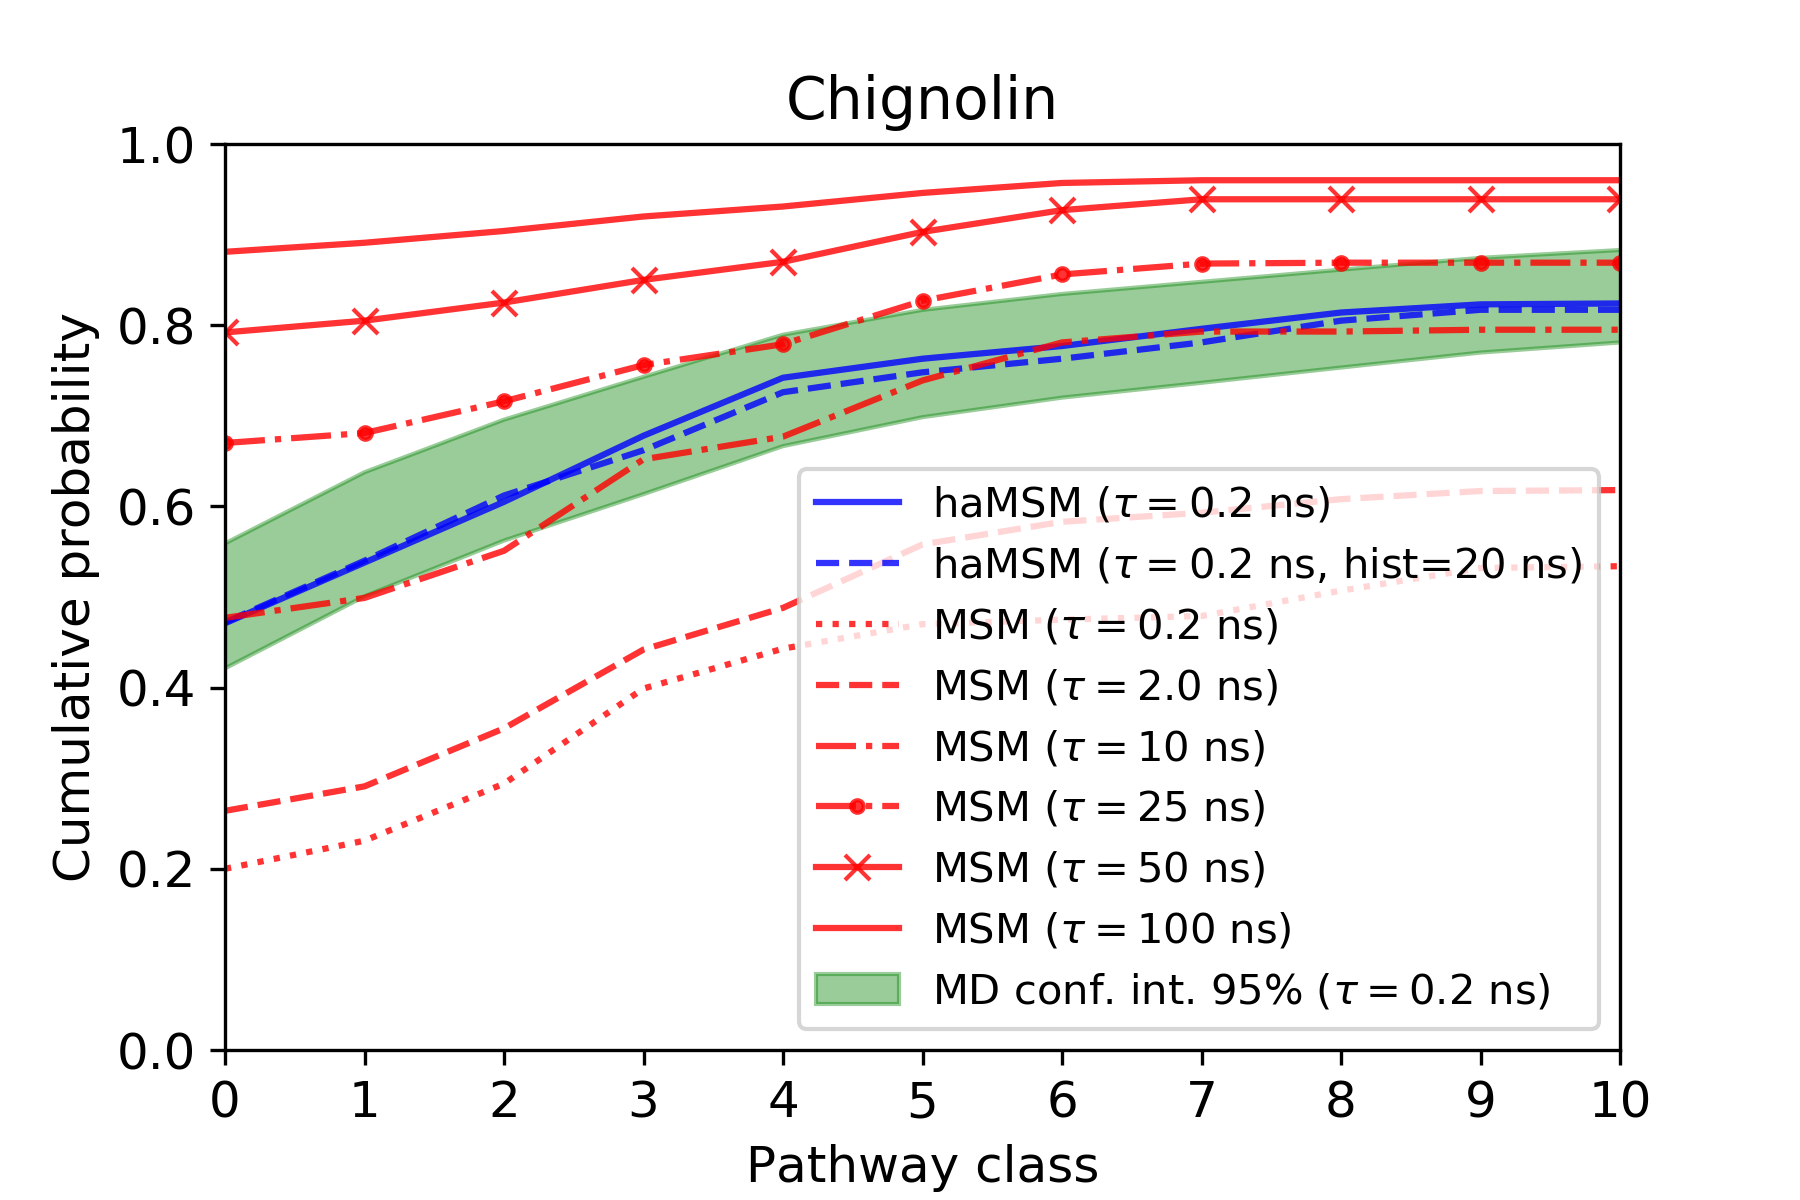 Chignolin
1.0
0.8
0.6
0.4
0.2
0.0
Cumulative probability
haMSM (τ = 0.2 ns)
haMSM (τ = 0.2 ns, hist=20 ns)
MSM (τ = 0.2 ns)
MSM (τ = 2.0 ns)
MSM (τ = 10 ns)
MSM (τ = 25 ns)
MSM (τ = 50 ns)
MSM (τ = 100 ns)
MD conf. int. 95% (τ = 0.2 ns)
0 1 2 3 4 5 6 7 8 9 10
Pathway class